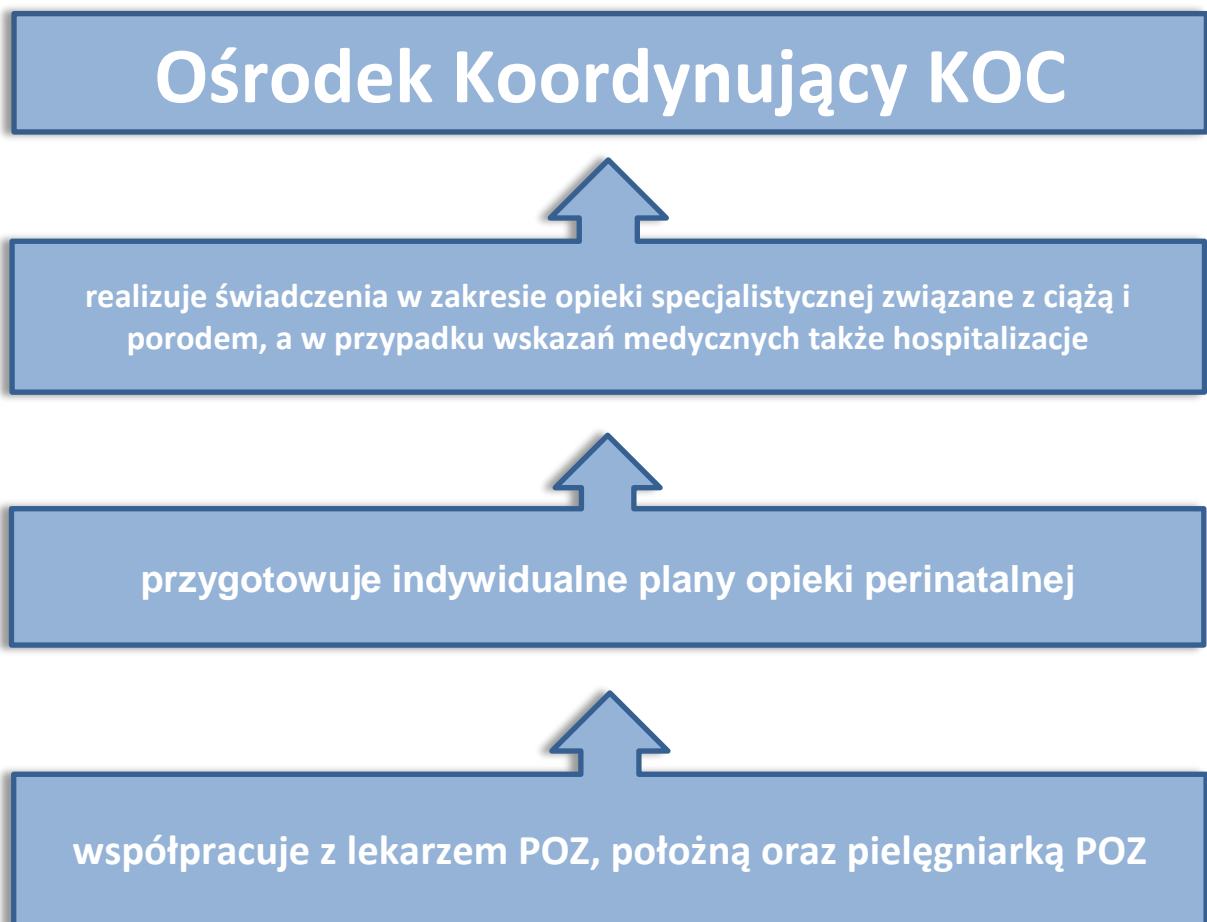 Ośrodek Koordynujący KOC
realizuje świadczenia w zakresie opieki specjalistycznej związane z ciążą i
porodem, a w przypadku wskazań medycznych także hospitalizacje
przygotowuje indywidualne plany opieki perinatalnej
współpracuje z lekarzem POZ, położną oraz pielęgniarką POZ